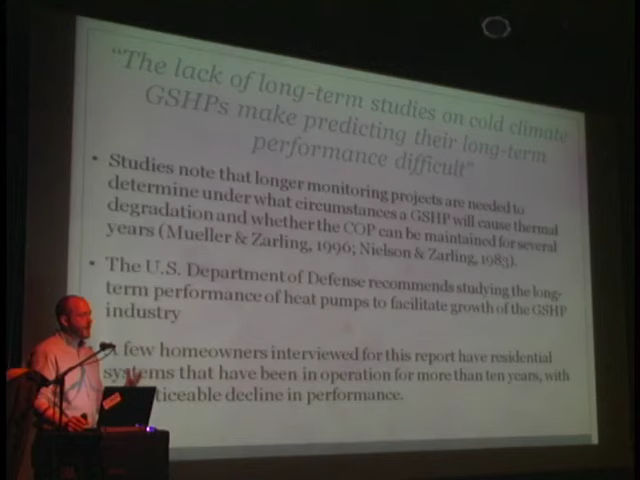 "The lack of long-term studies on cold climate
GSHPs make predicting their long-term
performance difficult"
• Studies note that longer monitoring projects are needed to
determine under what circumstances a GSHP will cause thermal
degradation and whether the COP can be maintained for several
years (Mueller & Zarling, 1996; Nielson & Zarling, 1983).
• The U.S. Department of Defense recommends studying the long-
term performance of heat pumps to facilitate growth of the GSHP
industry
few homeowners interviewed for this report have residential
systems that have been in operation for more than ten years, with
ticeable decline in performance.